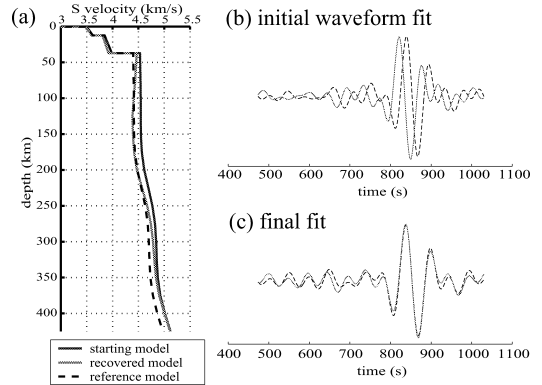 (a)
S velocity (km/s)
3 3.5 4 4.5 5 5.5
0
50
100
150
200
250
300
350
400
depth (km)
starting model
recovered model
reference model
(b) initial waveform fit
400 500 600 700 800 900 1000 1100
time (s)
(c) final fit
400 500 600 700 800 900 1000 1100
time (s)